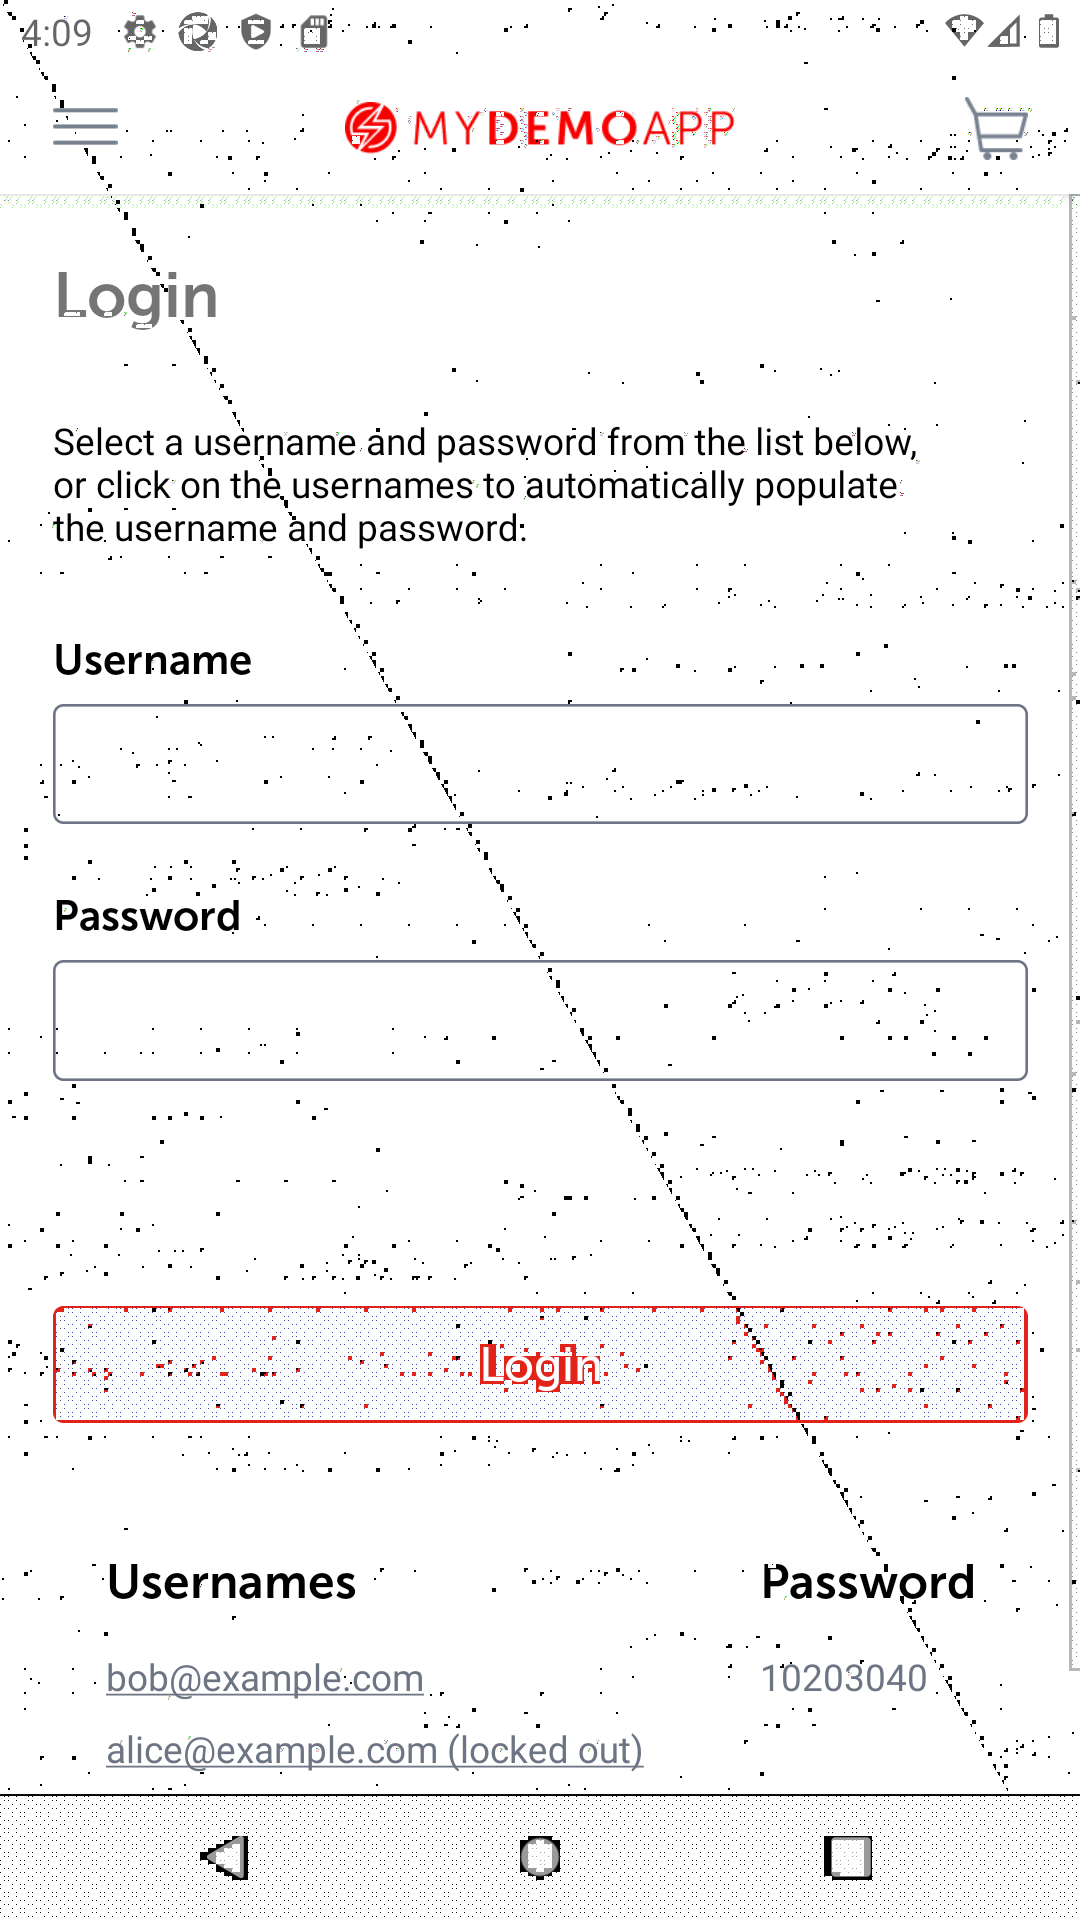 4:09
MYDEMOAPP
Login
Select a username and password from the list below,
or click on the usernames to automatically populate
the username and password:
Username
Password
Login
Usernames Password
bob@example.com 10203040
alice@example.com (locked out)